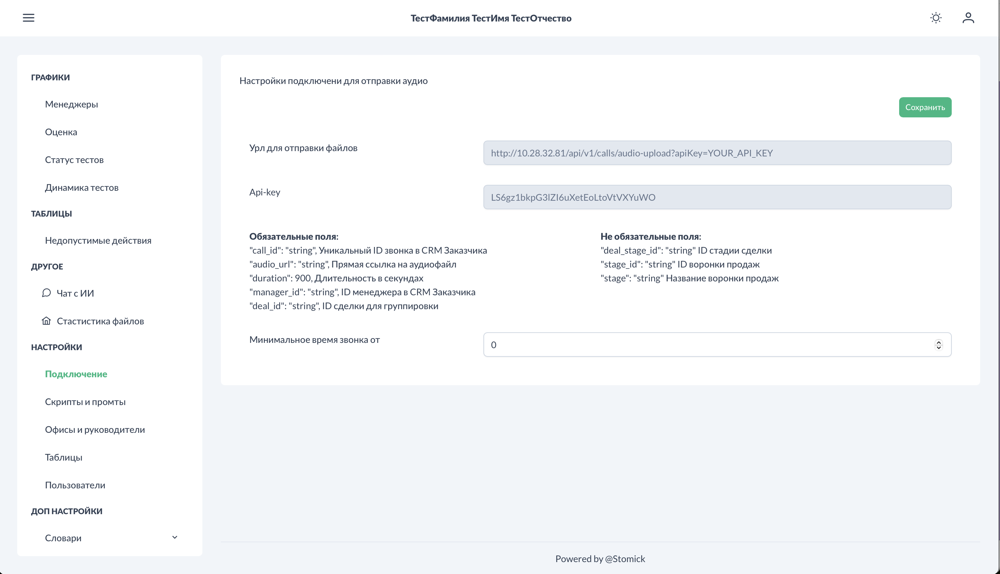 ТестФамилия ТестИмя ТестОтчество
ГРАФИКИ
Менеджеры
Оценка
Статус тестов
Динамика тестов
ТАБЛИЦЫ
Недопустимые действия
ДРУГОЕ
Чат с ИИ
Стастистика файлов
НАСТРОЙКИ
Подключение
Скрипты и промты
Офисы и руководители
Таблицы
Пользователи
ДОП НАСТРОЙКИ
Словари
Настройки подключени для отправки аудио
Сохранить
Урл для отправки файлов
http://10.28.32.81/api/v1/calls/audio-upload?apiKey=YOUR_API_KEY
Api-key
LS6gz1bkpG3lZI6uXetEoLtoVtVXYuWO
Обязательные поля:
"call_id": "string", Уникальный ID звонка в CRM Заказчика
"audio_url": "string", Прямая ссылка на аудиофайл
"duration": 900, Длительность в секундах
"manager_id": "string", ID менеджера в CRM Заказчика
"deal_id": "string", ID сделки для группировки
Не обязательные поля:
"deal_stage_id": "string" ID стадии сделки
"stage_id": "string" ID воронки продаж
"stage": "string" Название воронки продаж
Минимальное время звонка от
0
Powered by @Stomick